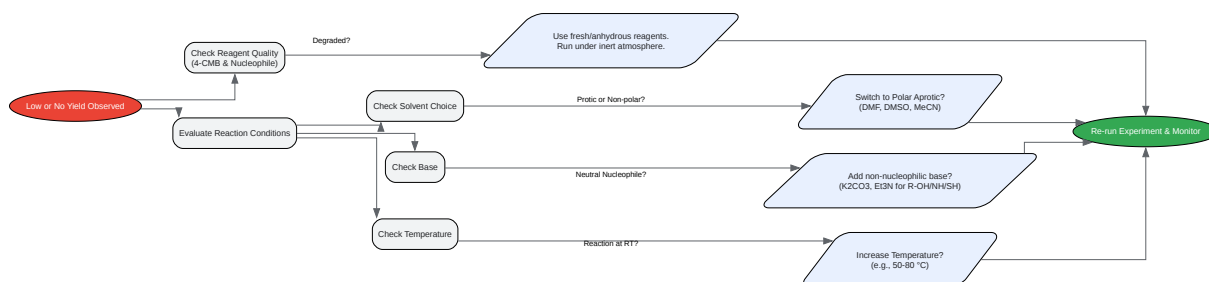 Degraded?
Check Reagent Quality
(4-CMB & Nucleophile)
Use fresh/anhydrous reagents.
Run under inert atmosphere.
Low or No Yield Observed
Evaluate Reaction Conditions
Check Solvent Choice
Protic or Non-polar?
Switch to Polar Aprotic?
(DMF, DMSO, MeCN)
Re-run Experiment & Monitor
Check Base
Neutral Nucleophile?
Add non-nucleophilic base?
(K2CO3, Et3N for R-OH/NH/SH)
Check Temperature
Reaction at RT?
Increase Temperature?
(e.g., 50-80 °C)